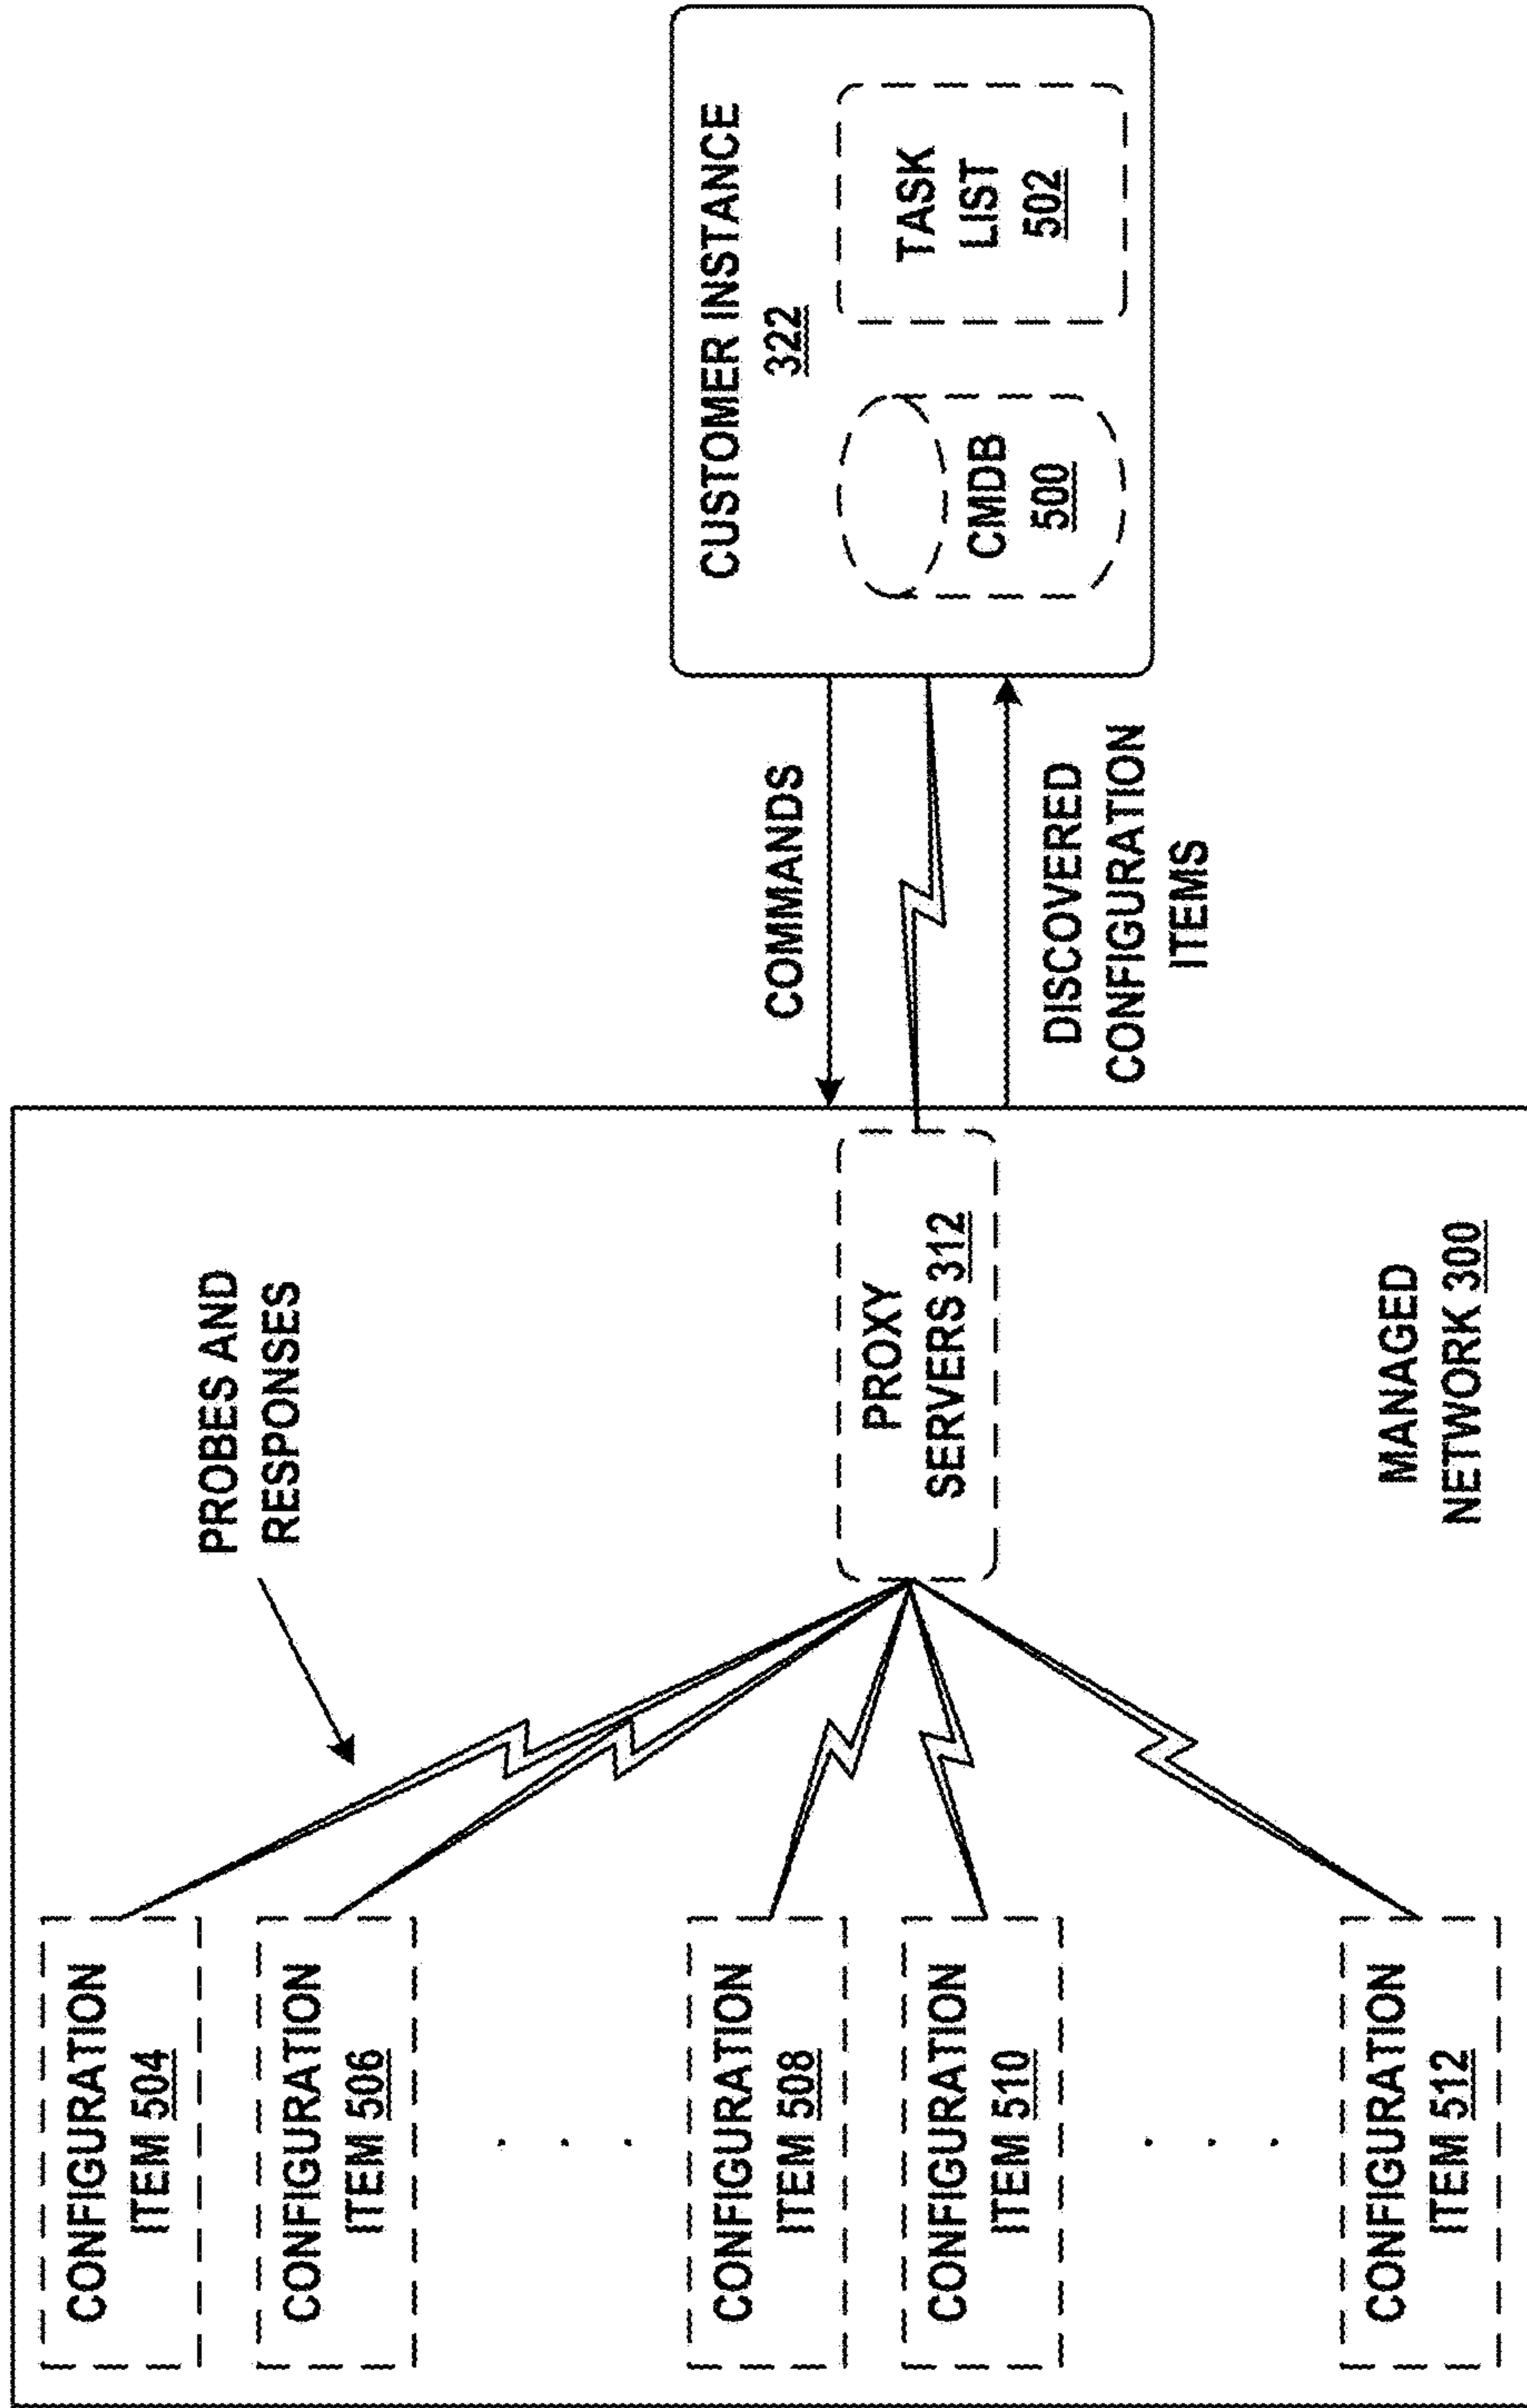 CONFIGURATION
ITEM 504
CONFIGURATION
ITEM 506
. . .
CONFIGURATION
ITEM 508
CONFIGURATION
ITEM 510
. . .
CONFIGURATION
ITEM 512
PROBES AND
RESPONSES
PROXY
SERVERS 312
MANAGED
NETWORK 300
COMMANDS
DISCOVERED
CONFIGURATION
ITEMS
CUSTOMER INSTANCE
322
CMDB
500
TASK
LIST
502